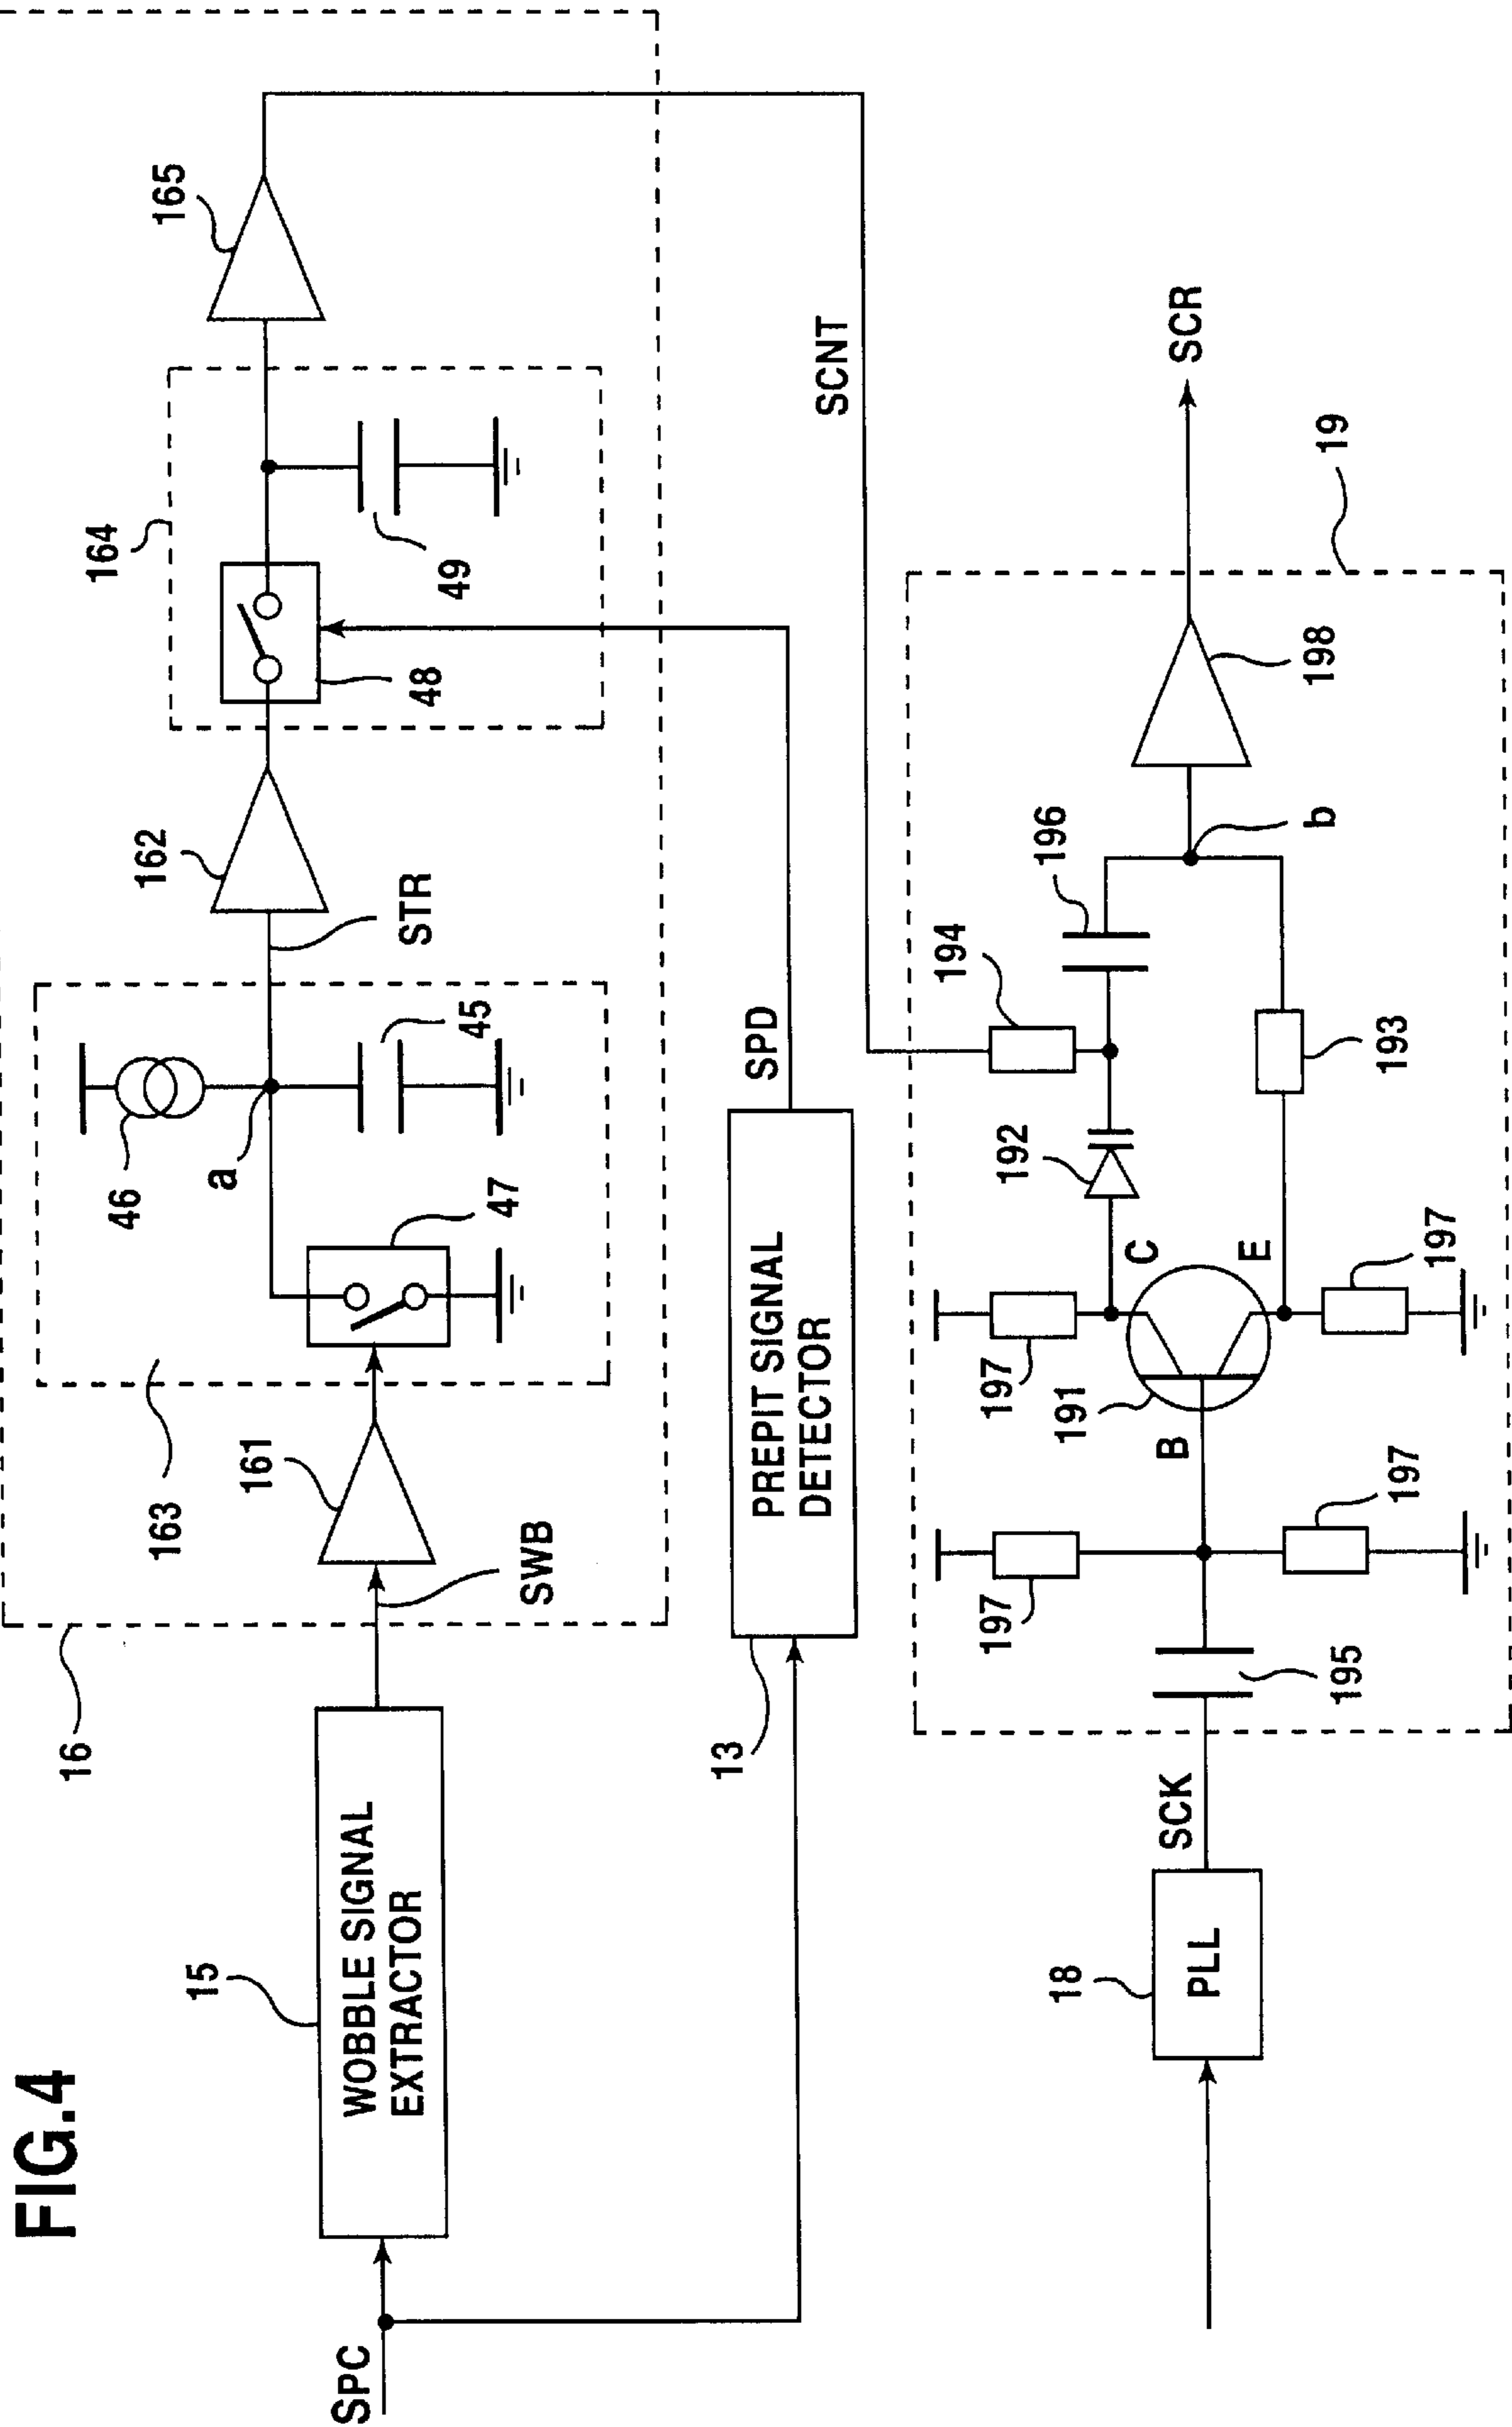 FIG.4
SPC
15
WOBBLE SIGNAL
EXTRACTOR
16
SWB
161
163
47
a
46
45
STR
162
164
48
49
165
13
PREPIT SIGNAL
DETECTOR
SPD
SCNT
18
PLL
SCK
195
197
197
B
191
197
C
E
197
192
194
193
196
b
198
19
SCR